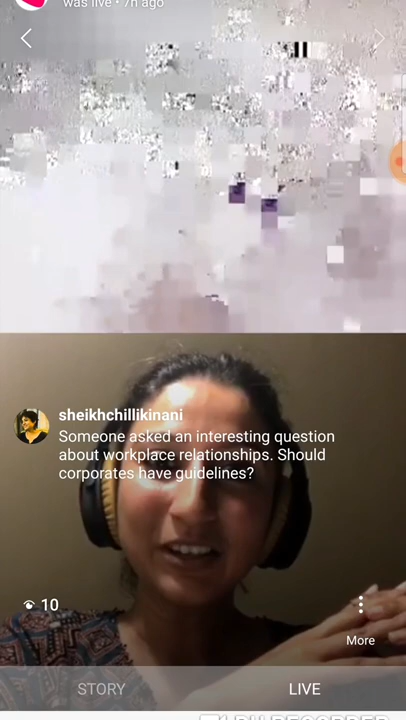 was live • 7h ago
sheikhchillikinani
Someone asked an interesting question
about workplace relationships. Should
corporates have guidelines?
10
More
STORY
LIVE